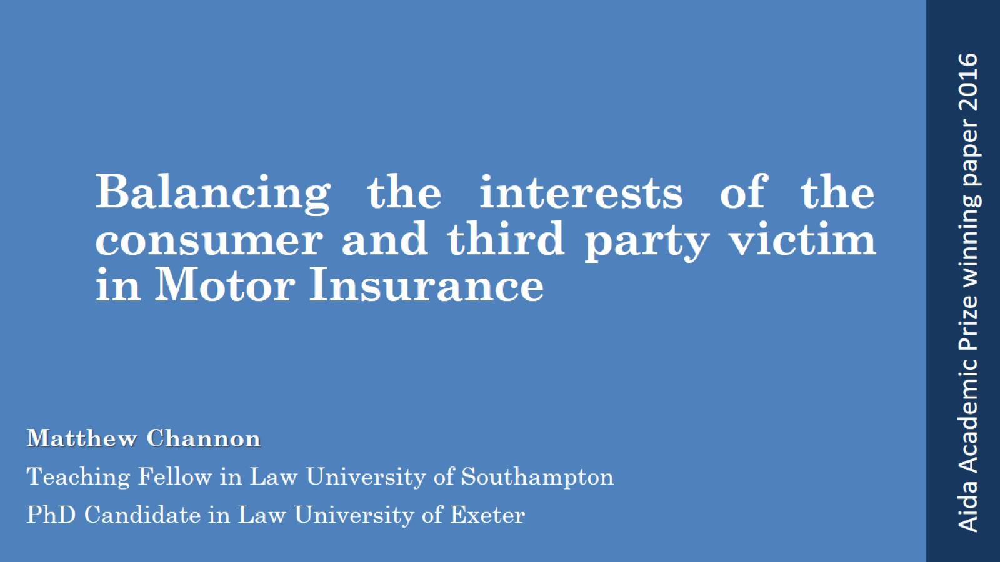 Balancing the interests of the
consumer and third party victim
in Motor Insurance
Matthew Channon
Teaching Fellow in Law University of Southampton
PhD Candidate in Law University of Exeter
Aida Academic Prize winning paper 2016